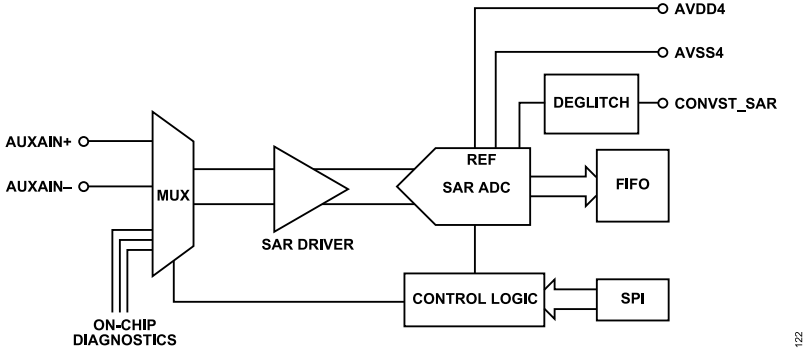 AVDD4
AVSS4
DEGLITCH
CONVST_SAR
AUXAIN+
REF
MUX
SAR ADC
FIFO
AUXAIN–
SAR DRIVER
CONTROL LOGIC
SPI
ON-CHIP
DIAGNOSTICS
122